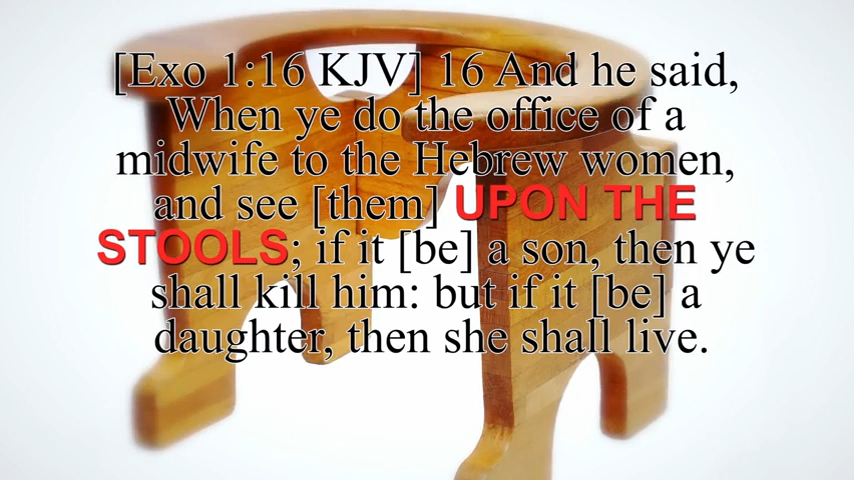 [Exo 1:16 KJV] 16 And he said,
When ye do the office of a
midwife to the Hebrew women,
and see [them] UPON THE
STOOLS; if it [be] a son, then ye
shall kill him: but if it [be] a
daughter, then she shall live.